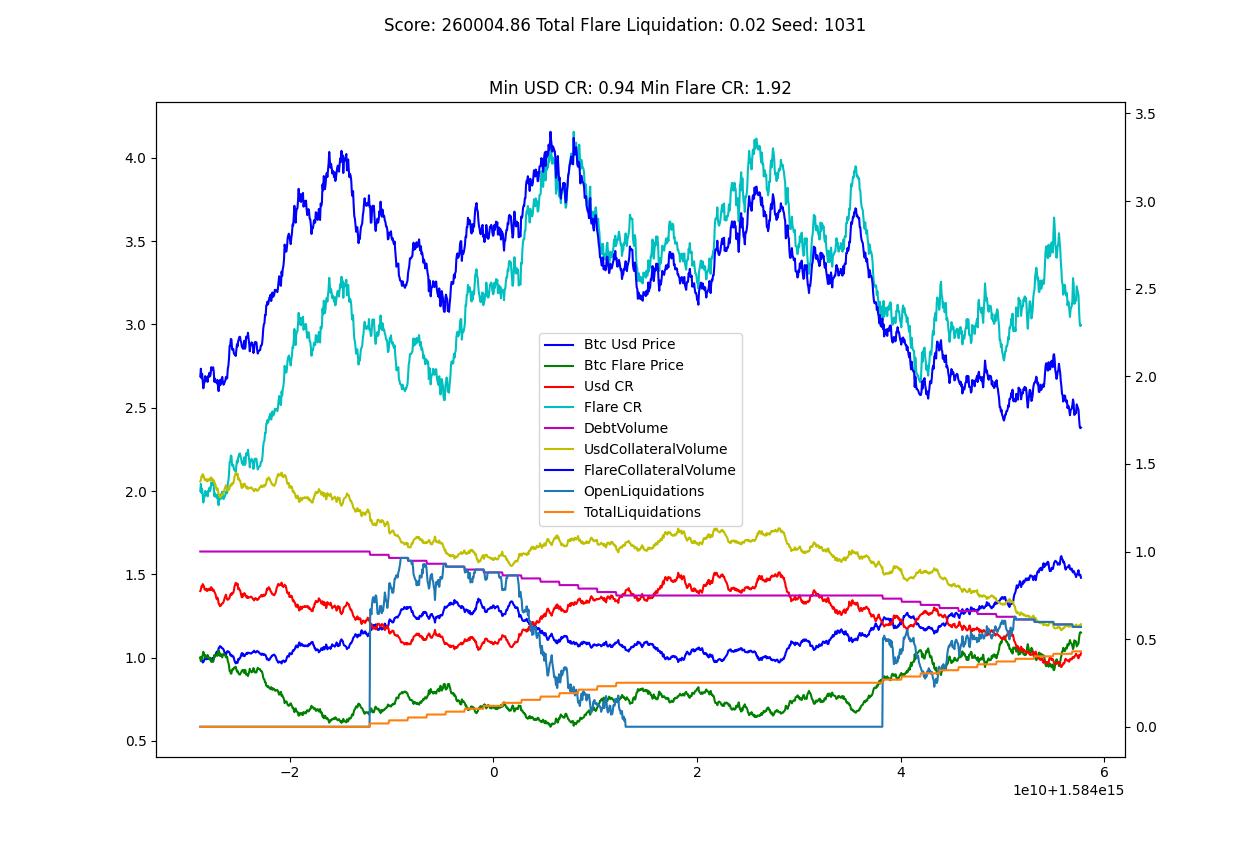 Score: 260004.86 Total Flare Liquidation: 0.02 Seed: 1031
Min USD CR: 0.94 Min Flare CR: 1.92
4.0
3.5
3.0
2.5
2.0
1.5
1.0
0.5
3.5
3.0
2.5
2.0
1.5
1.0
0.5
0.0
Btc Usd Price
Btc Flare Price
Usd CR
Flare CR
DebtVolume
UsdCollateralVolume
FlareCollateralVolume
OpenLiquidations
TotalLiquidations
−2 0 2 4 6
1e10+1.584e15